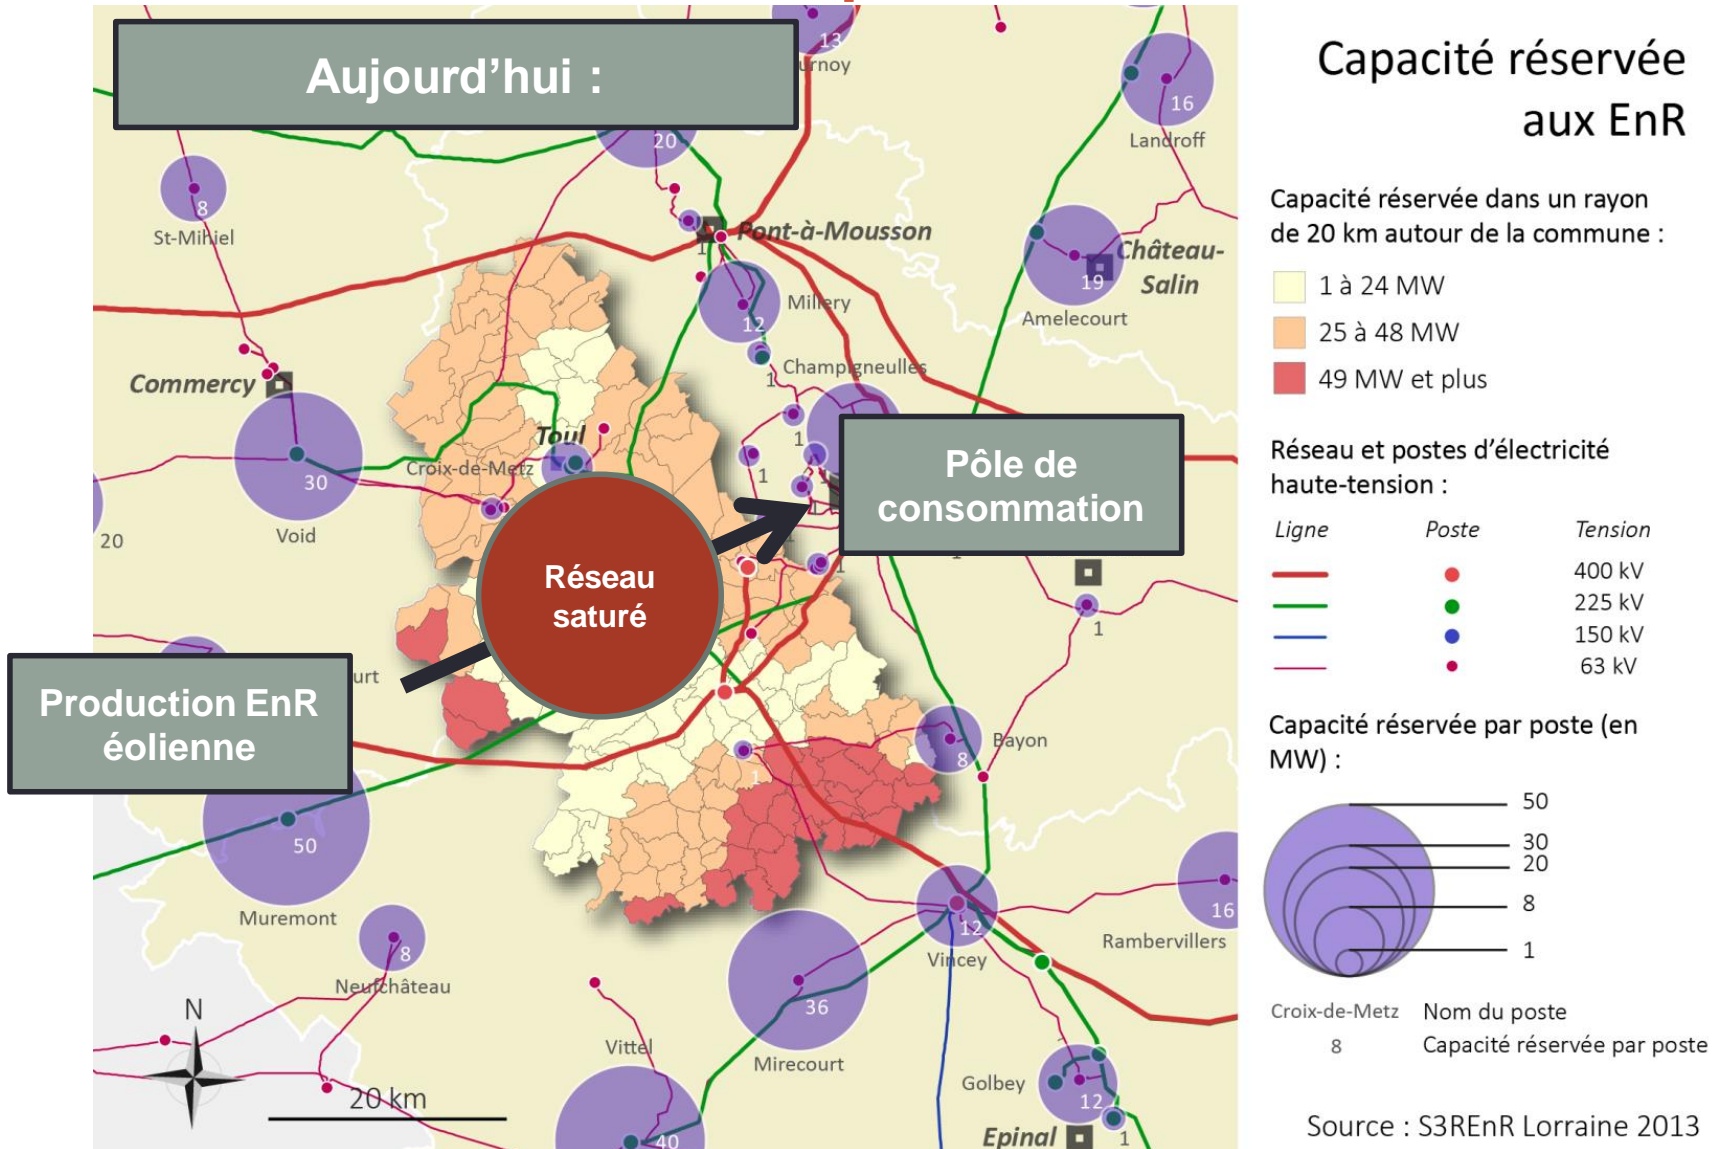 Aujourd'hui :
13
urnoy
20
16
Landroff
8
St-Mihiel
Pont-à-Mousson
1
Château-
Salin
19
Amelecourt
Millery
12
Commercy
Champigneulles
1
1
Toul
Croix-de-Metz
30
Void
20
1
1
Pôle de
consommation
Réseau
saturé
1
1
Production EnR
éolienne
urt
Bayon
8
1
50
Muremont
8
Neufchâteau
12
Vincey
16
Rambervillers
36
Mirecourt
Vittel
40
Golbey
12
Epinal
1
N
20 km
Capacité réservée
aux EnR
Capacité réservée dans un rayon
de 20 km autour de la commune :
1 à 24 MW
25 à 48 MW
49 MW et plus
Réseau et postes d'électricité
haute-tension :
Ligne Poste Tension
400 kV
225 kV
150 kV
63 kV
Capacité réservée par poste (en
MW) :
50
30
20
8
1
Croix-de-Metz Nom du poste
8 Capacité réservée par poste
Source : S3REnR Lorraine 2013